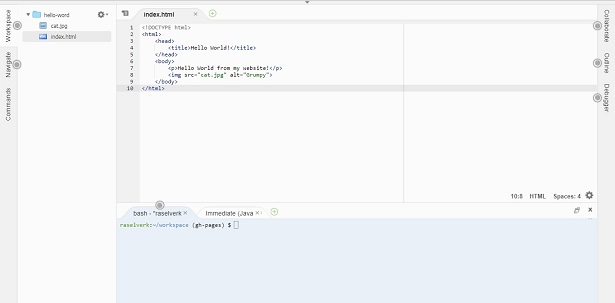 Workspace
Navigate
Commands
hello-word
cat.jpg
index.html
index.html ×
1 <!DOCTYPE html>
2 <html>
3 <head>
4 <title>Hello World!</title>
5 </head>
6 <body>
7 <p>Hello World from my website!</p>
8 <img src="cat.jpg" alt="Grumpy">
9 </body>
10 </html>
10:8 HTML Spaces: 4
bash - "raselverk × Immediate (Java ×
raselverk:~/workspace (gh-pages) $
Collaborate
Outline
Debugger